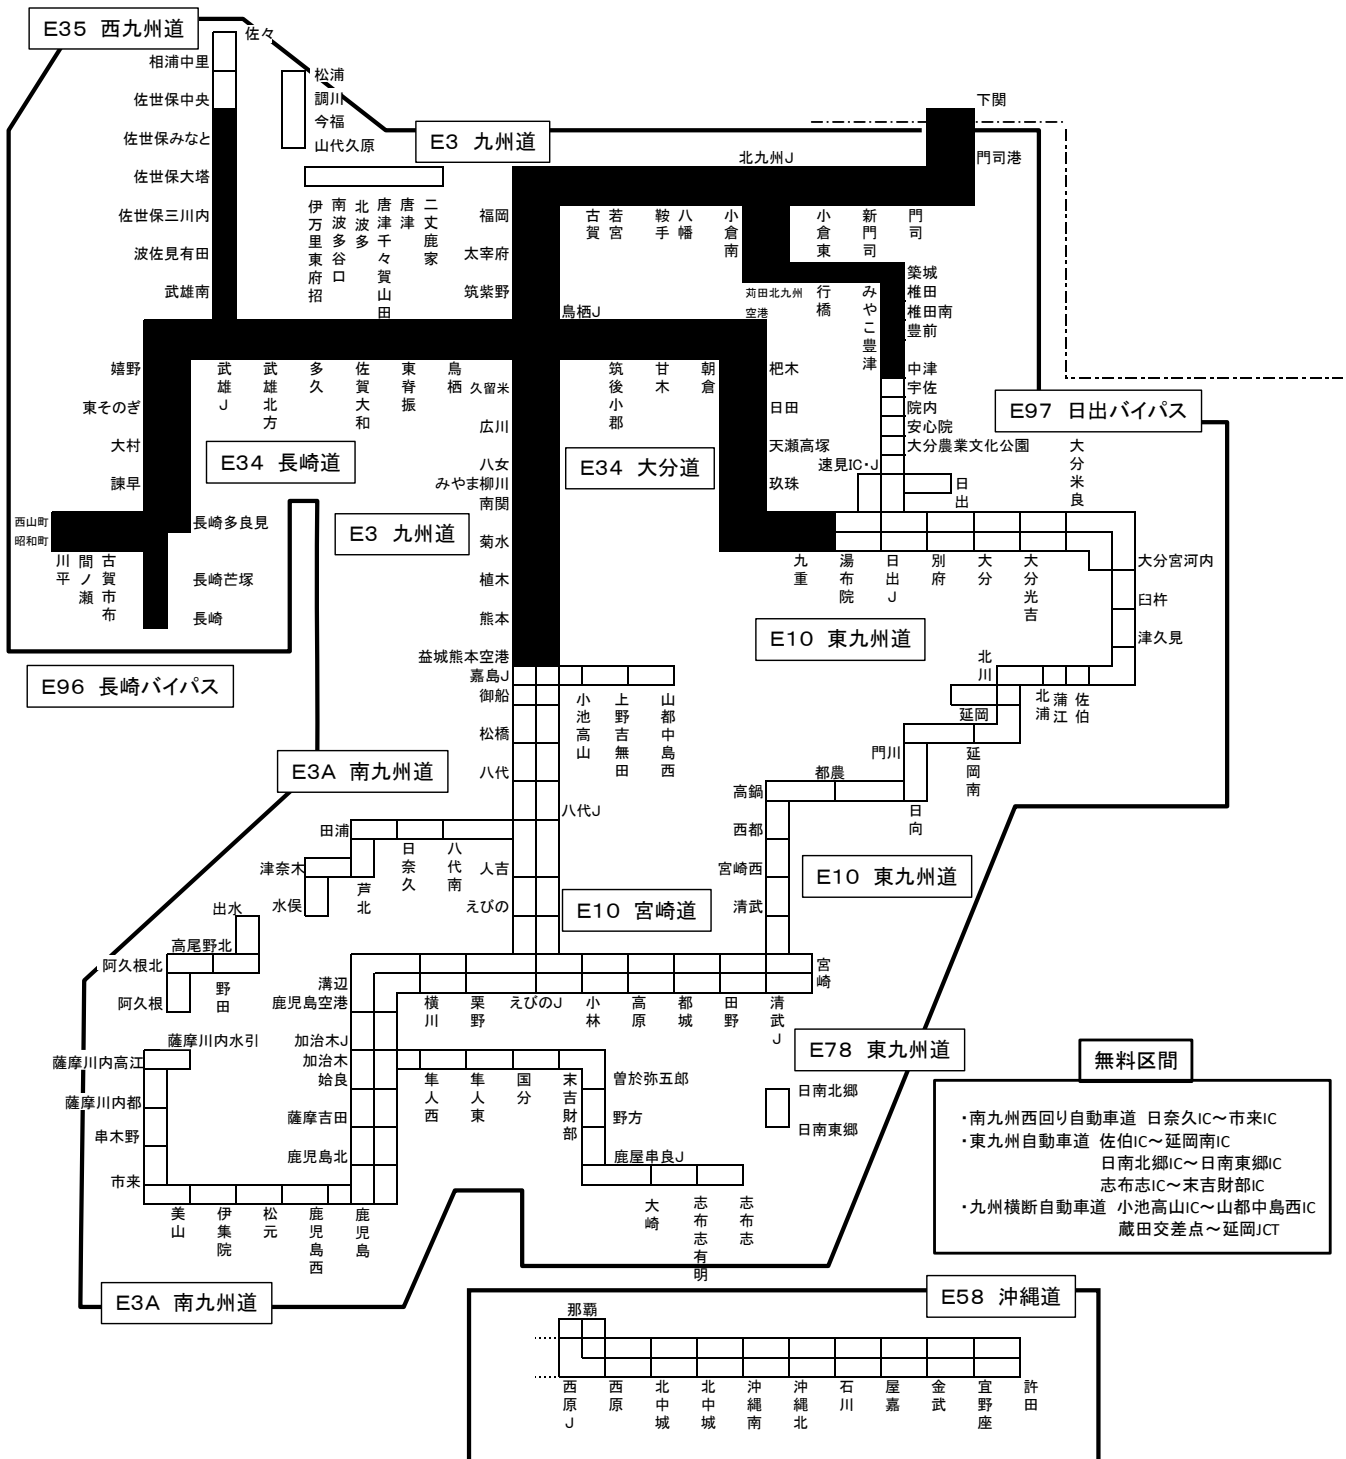 E35 西九州道
佐々
相浦中里
佐世保中央
佐世保みなと
佐世保大塔
佐世保三川内
波佐見有田
武雄南
松浦
調川
今福
山代久原
E3 九州道
伊万里東府招
南波多谷口
北波多
唐津千々賀山田
唐津
二丈鹿家
福岡
太宰府
筑紫野
鳥栖J
北九州J
下関
門司港
古賀
若宮
鞍手
八幡
小倉南
小倉東
新門司
門司
苅田北九州
空港
行橋
みやこ豊津
築城
椎田
椎田南
豊前
中津
宇佐
院内
安心院
大分農業文化公園
速見IC・J
日出
大分米良
E97 日出バイパス
嬉野
東そのぎ
大村
諫早
西山町
昭和町
川平
間ノ瀬
古賀市布
長崎多良見
長崎芒塚
長崎
武雄J
武雄北方
多久
佐賀大和
東脊振
鳥栖
E34 長崎道
E96 長崎バイパス
久留米
広川
八女
みやま柳川
南関
菊水
植木
熊本
益城熊本空港
嘉島J
御船
松橋
八代
E3 九州道
筑後小郡
甘木
朝倉
杷木
日田
天瀬高塚
玖珠
E34 大分道
九重
湯布院
日出J
別府
大分
大分光吉
大分宮河内
臼杵
津久見
E10 東九州道
北川
北浦
蒲江
佐伯
延岡
延岡南
門川
日向
都農
高鍋
西都
宮崎西
清武
E10 東九州道
小池高山
上野吉無田
山都中島西
E3A 南九州道
八代J
田浦
日奈久
八代南
津奈木
芦北
水俣
人吉
えびの
E10 宮崎道
出水
高尾野北
阿久根北
阿久根
野田
溝辺
鹿児島空港
横川
栗野
えびのJ
小林
高原
都城
田野
清武J
宮崎
薩摩川内水引
薩摩川内高江
薩摩川内都
串木野
市来
加治木J
加治木
姶良
薩摩吉田
鹿児島北
隼人西
隼人東
国分
末吉財部
曽於弥五郎
野方
鹿屋串良J
大崎
志布志有明
志布志
美山
伊集院
松元
鹿児島西
鹿児島
E78 東九州道
日南北郷
日南東郷
無料区間
・南九州西回り自動車道 日奈久IC～市来IC
・東九州自動車道 佐伯IC～延岡南IC
日南北郷IC～日南東郷IC
志布志IC～末吉財部IC
・九州横断自動車道 小池高山IC～山都中島西IC
蔵田交差点～延岡JCT
E3A 南九州道
E58 沖縄道
那覇
西原J
西原
北中城
北中城
沖縄南
沖縄北
石川
屋嘉
金武
宜野座
許田